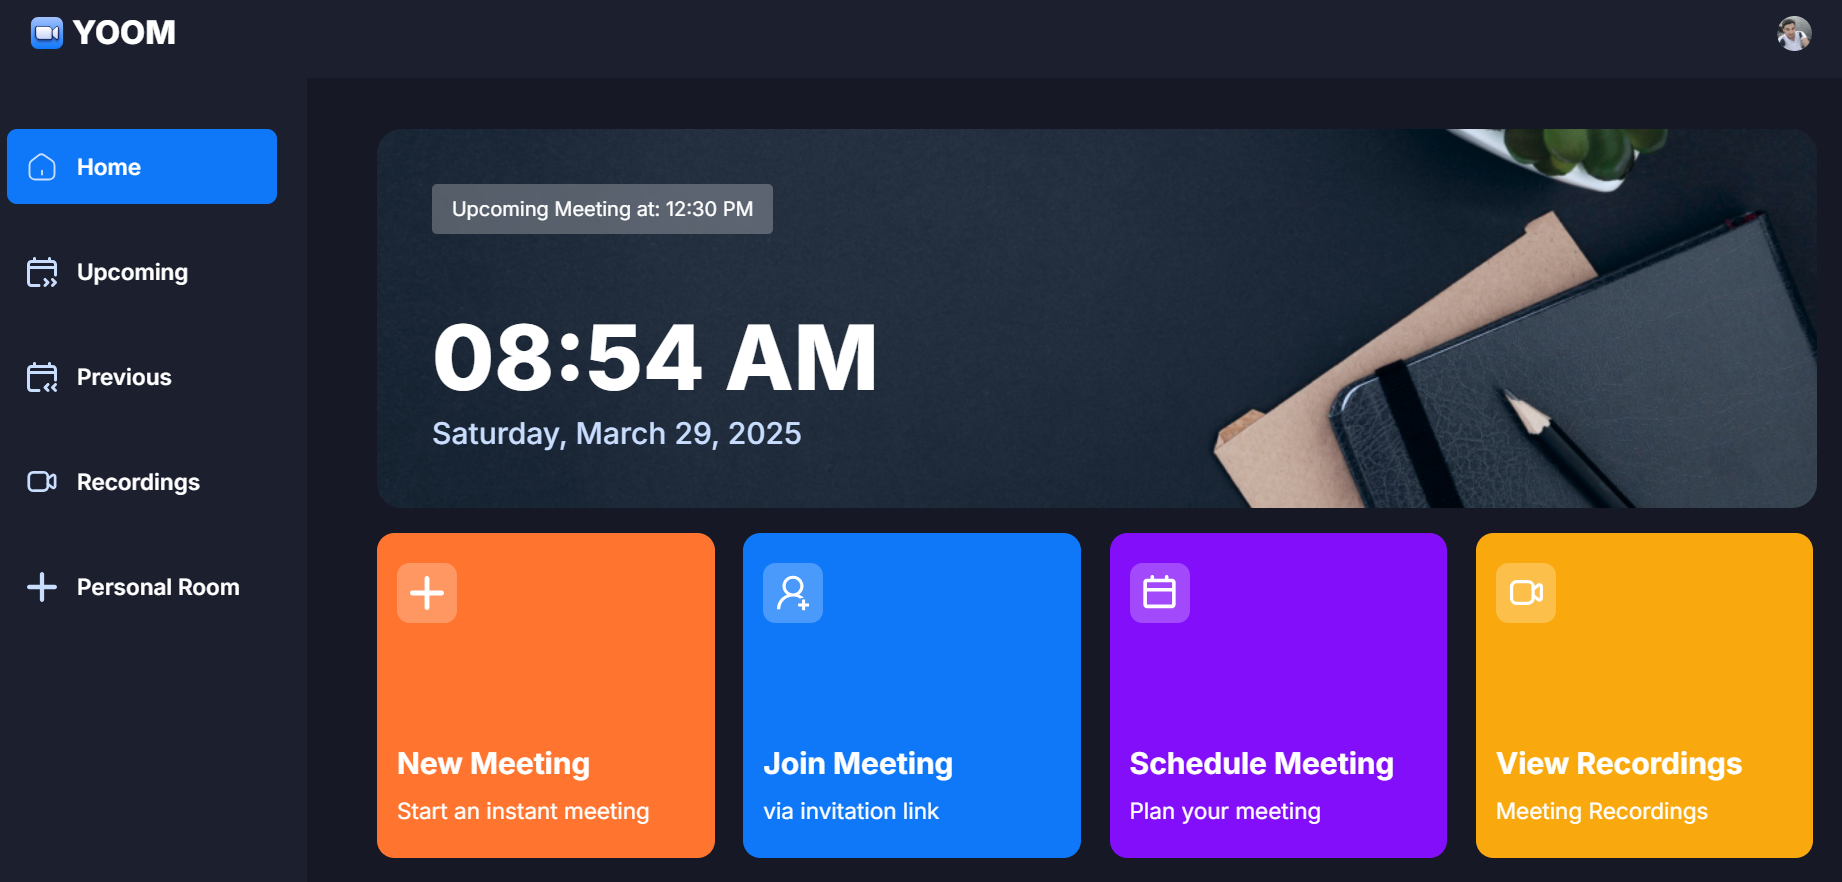 YOOM
Home
Upcoming
Previous
Recordings
Personal Room
Upcoming Meeting at: 12:30 PM
08:54 AM
Saturday, March 29, 2025
New Meeting
Start an instant meeting
Join Meeting
via invitation link
Schedule Meeting
Plan your meeting
View Recordings
Meeting Recordings